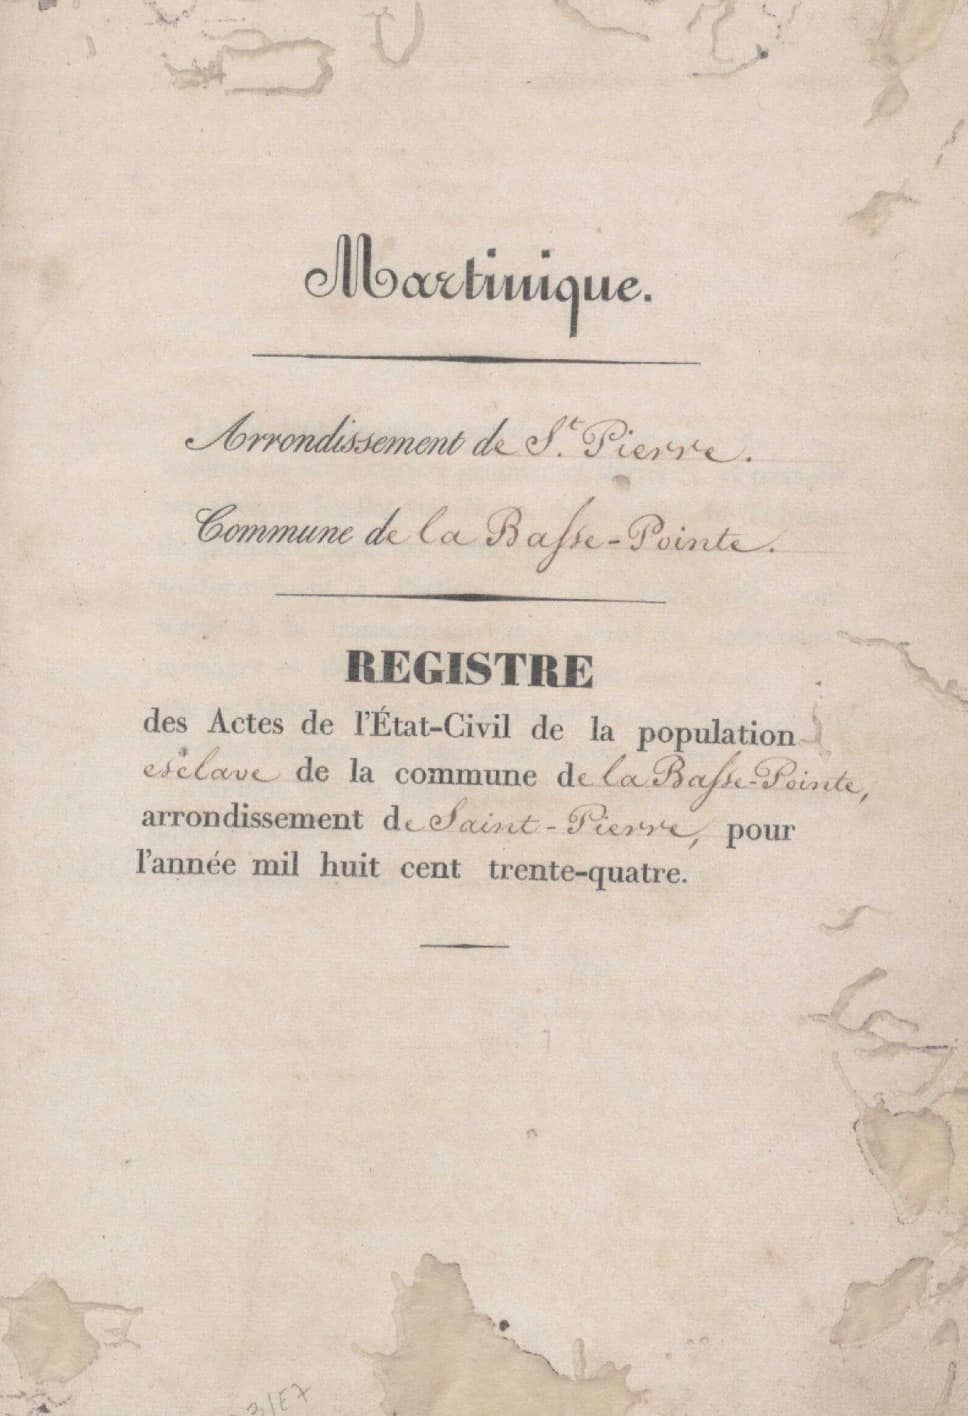 Martinique.
Arrondissement de St. Pierre.
Commune de la Basse-Pointe.
REGISTRE
des Actes de l'État-Civil de la population
esclave de la commune de la Basse-Pointe,
arrondissement de Saint-Pierre, pour
l'année mil huit cent trente-quatre.
3/E7